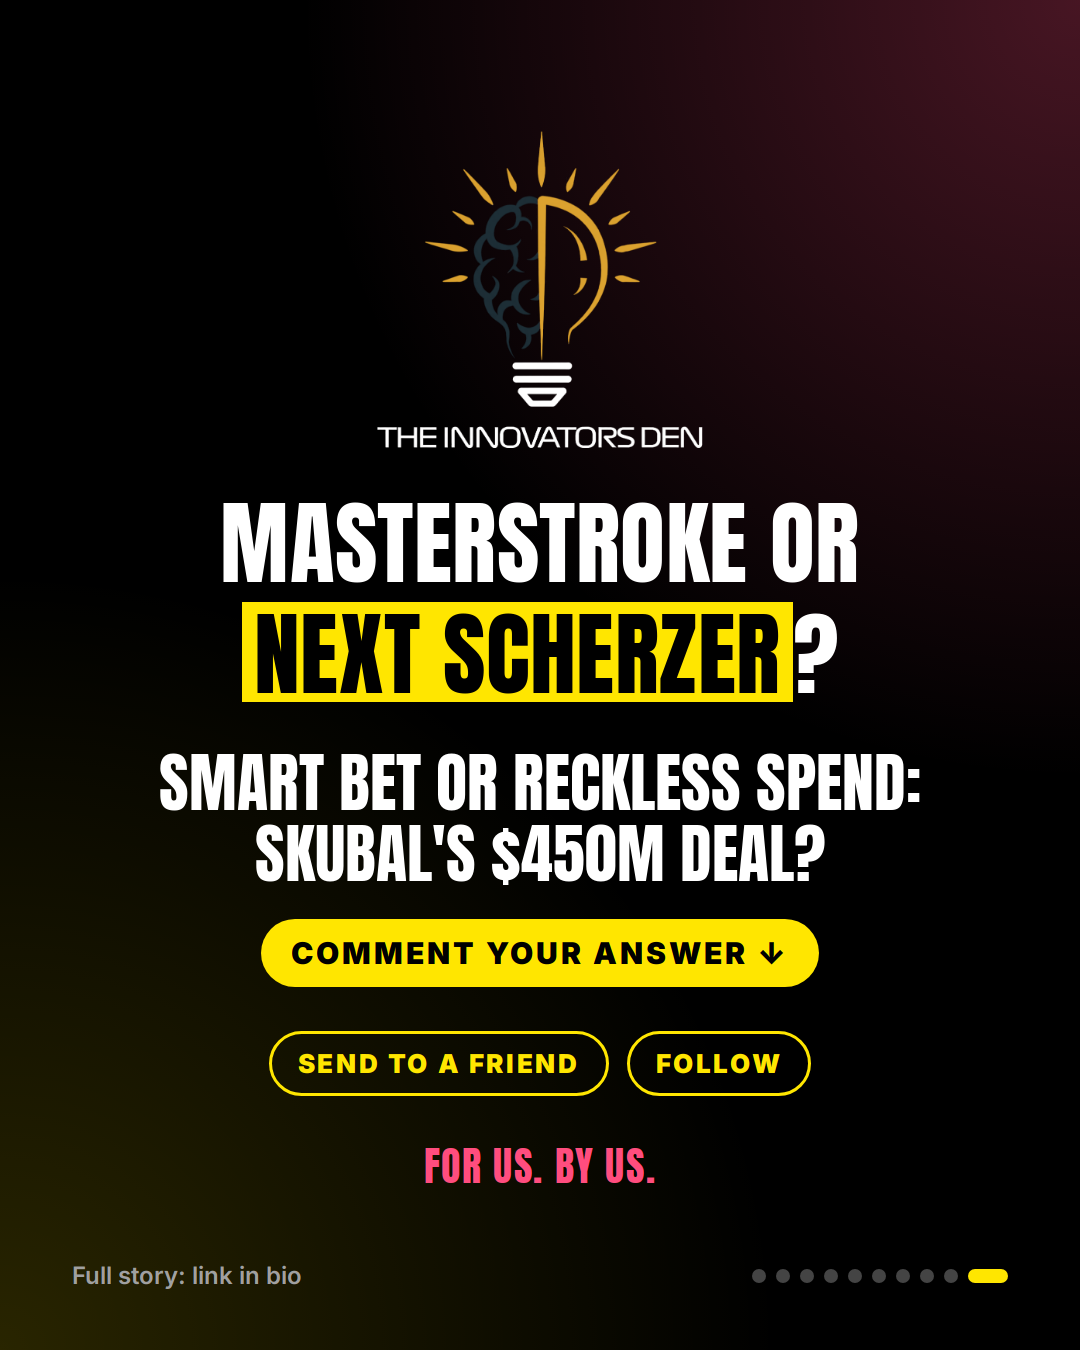 THE INNOVATORS DEN
MASTERSTROKE OR
NEXT SCHERZER?
SMART BET OR RECKLESS SPEND:
SKUBAL'S $450M DEAL?
COMMENT YOUR ANSWER ↓
SEND TO A FRIEND
FOLLOW
FOR US. BY US.
Full story: link in bio